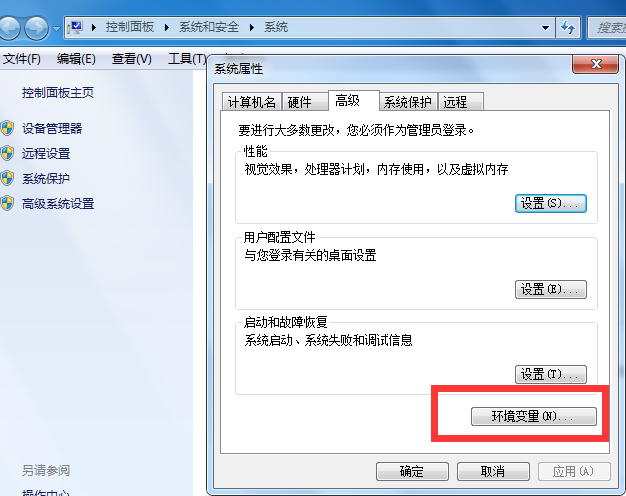 控制面板 ▸ 系统和安全 ▸ 系统
搜索控
文件(F) 编辑(E) 查看(V) 工具(T)
系统属性
控制面板主页
设备管理器
远程设置
系统保护
高级系统设置
计算机名 硬件 高级 系统保护 远程
要进行大多数更改，您必须作为管理员登录。
性能
视觉效果，处理器计划，内存使用，以及虚拟内存
设置(S)...
用户配置文件
与您登录有关的桌面设置
设置(E)...
启动和故障恢复
系统启动、系统失败和调试信息
设置(T)...
环境变量(N)...
确定 取消 应用(A)
另请参阅
操作中心